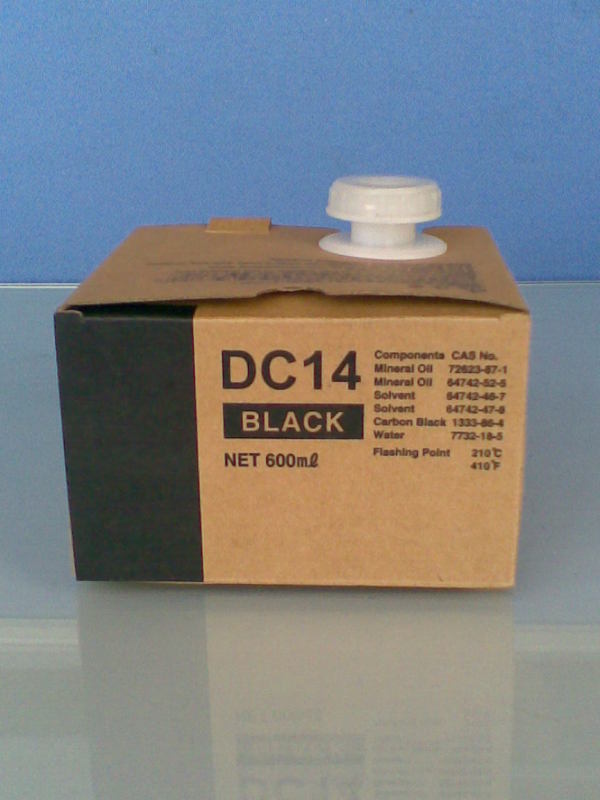 DC14
BLACK
NET 600mℓ
Components CAS No.
Mineral Oil 72623-87-1
Mineral Oil 64742-52-5
Solvent 64742-46-7
Solvent 64742-47-8
Carbon Black 1333-86-4
Water 7732-18-5
Flashing Point 210℃
410°F